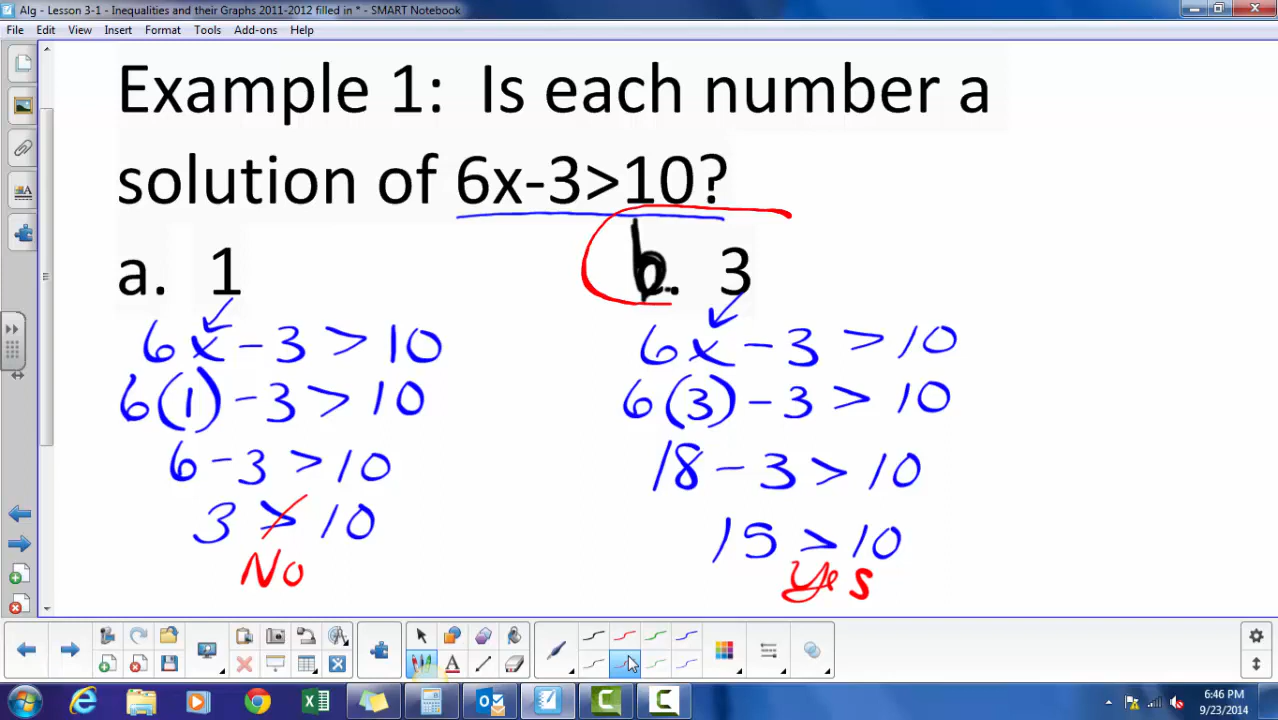 Alg - Lesson 3-1 - Inequalities and their Graphs 2011-2012 filled in * - SMART Notebook
File Edit View Insert Format Tools Add-ons Help
Example 1: Is each number a
solution of 6x-3>10?
a. 1
6x-3>10
6(1)-3>10
6-3>10
3>10
No
b. 3
6x-3>10
6(3)-3>10
18-3>10
15>10
Yes
6:46 PM
9/23/2014